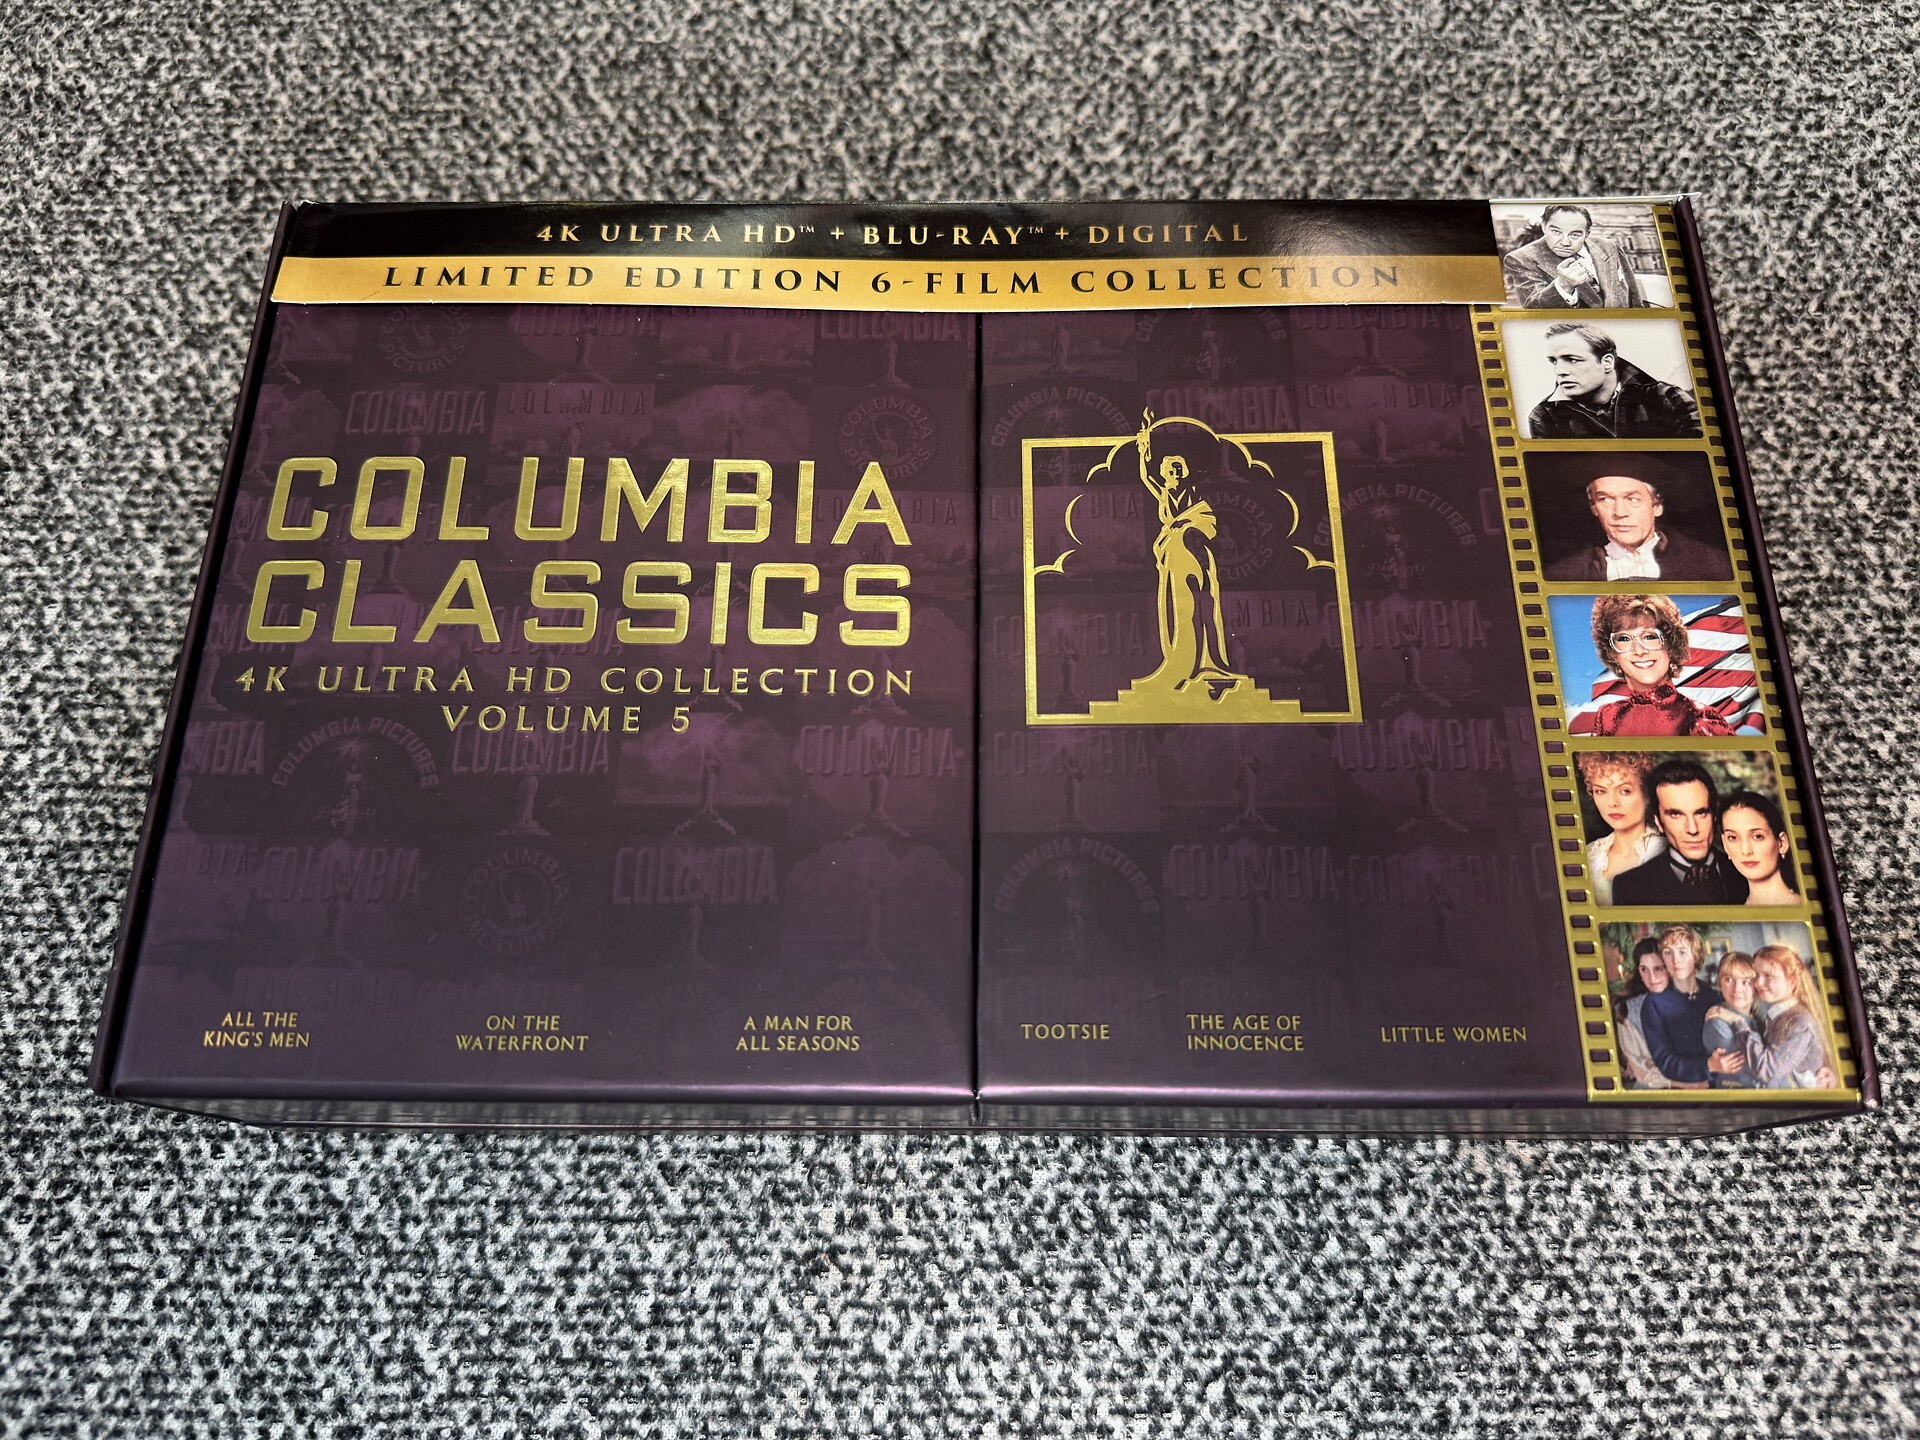 4K ULTRA HD™ + BLU-RAY™ + DIGITAL
LIMITED EDITION 6-FILM COLLECTION
COLUMBIA
CLASSICS
4K ULTRA HD COLLECTION
VOLUME 5
ALL THE
KING'S MEN
ON THE
WATERFRONT
A MAN FOR
ALL SEASONS
TOOTSIE
THE AGE OF
INNOCENCE
LITTLE WOMEN